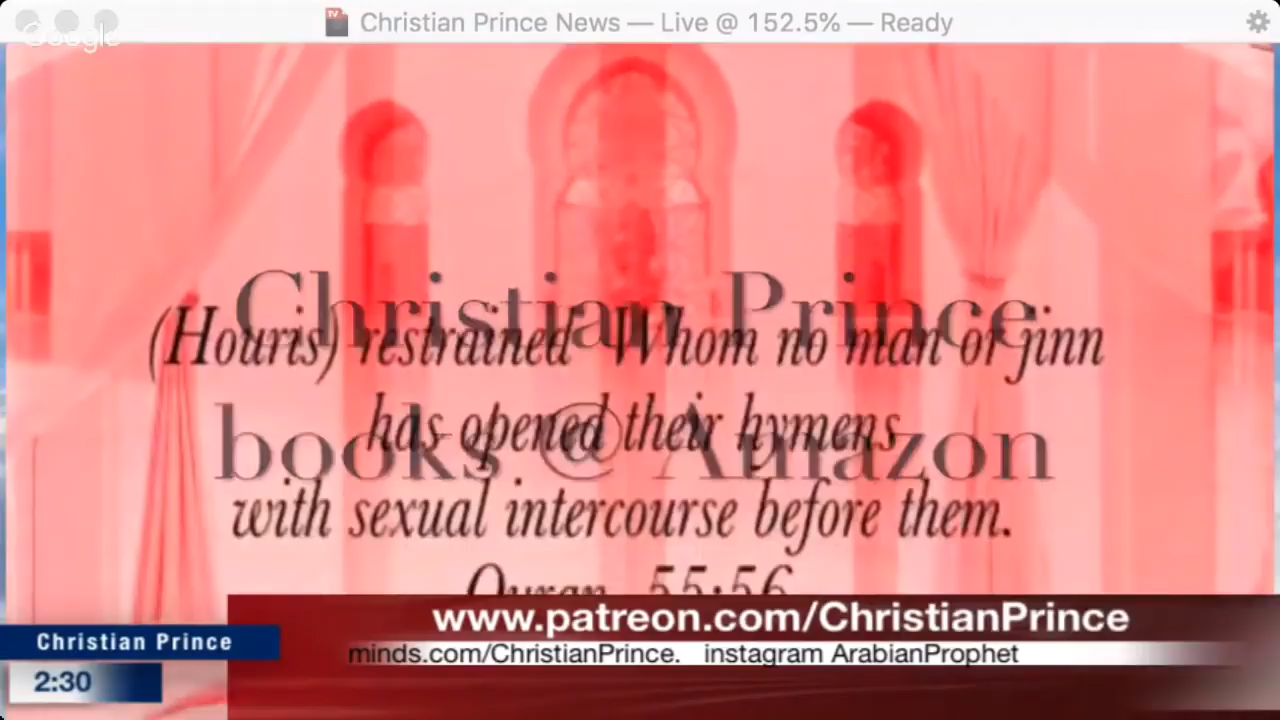 Christian Prince News — Live @ 152.5% — Ready
Google
Christian Prince
(Houris) restrained Whom no man or jinn
has opened their hymens
books @ Amazon
with sexual intercourse before them.
Quran 55:56
www.patreon.com/ChristianPrince
Christian Prince
minds.com/ChristianPrince. instagram ArabianProphet
2:30